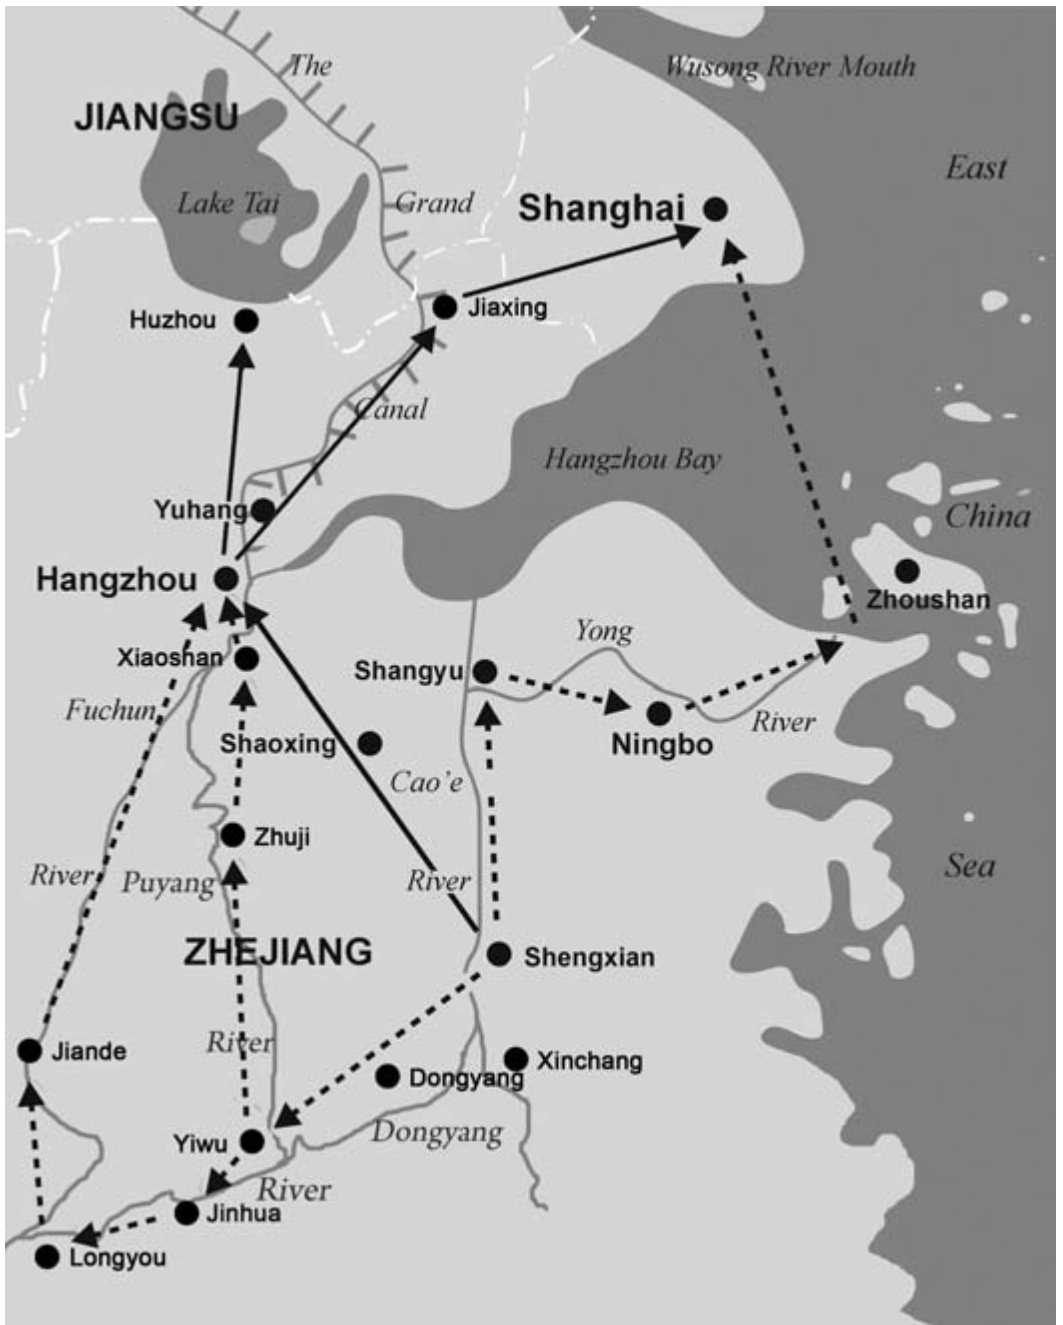 The
Wusong River Mouth
JIANGSU
East
Lake Tai
Grand
Shanghai
Huzhou
Jiaxing
Canal
Hangzhou Bay
Yuhang
China
Hangzhou
Zhoushan
Yong
Xiaoshan
Shangyu
Fuchun
River
Shaoxing
Ningbo
Cao’e
Zhuji
Sea
River
Puyang
River
ZHEJIANG
Shengxian
River
Jiande
Xinchang
Dongyang
Yiwu
Dongyang
River
Jinhua
Longyou